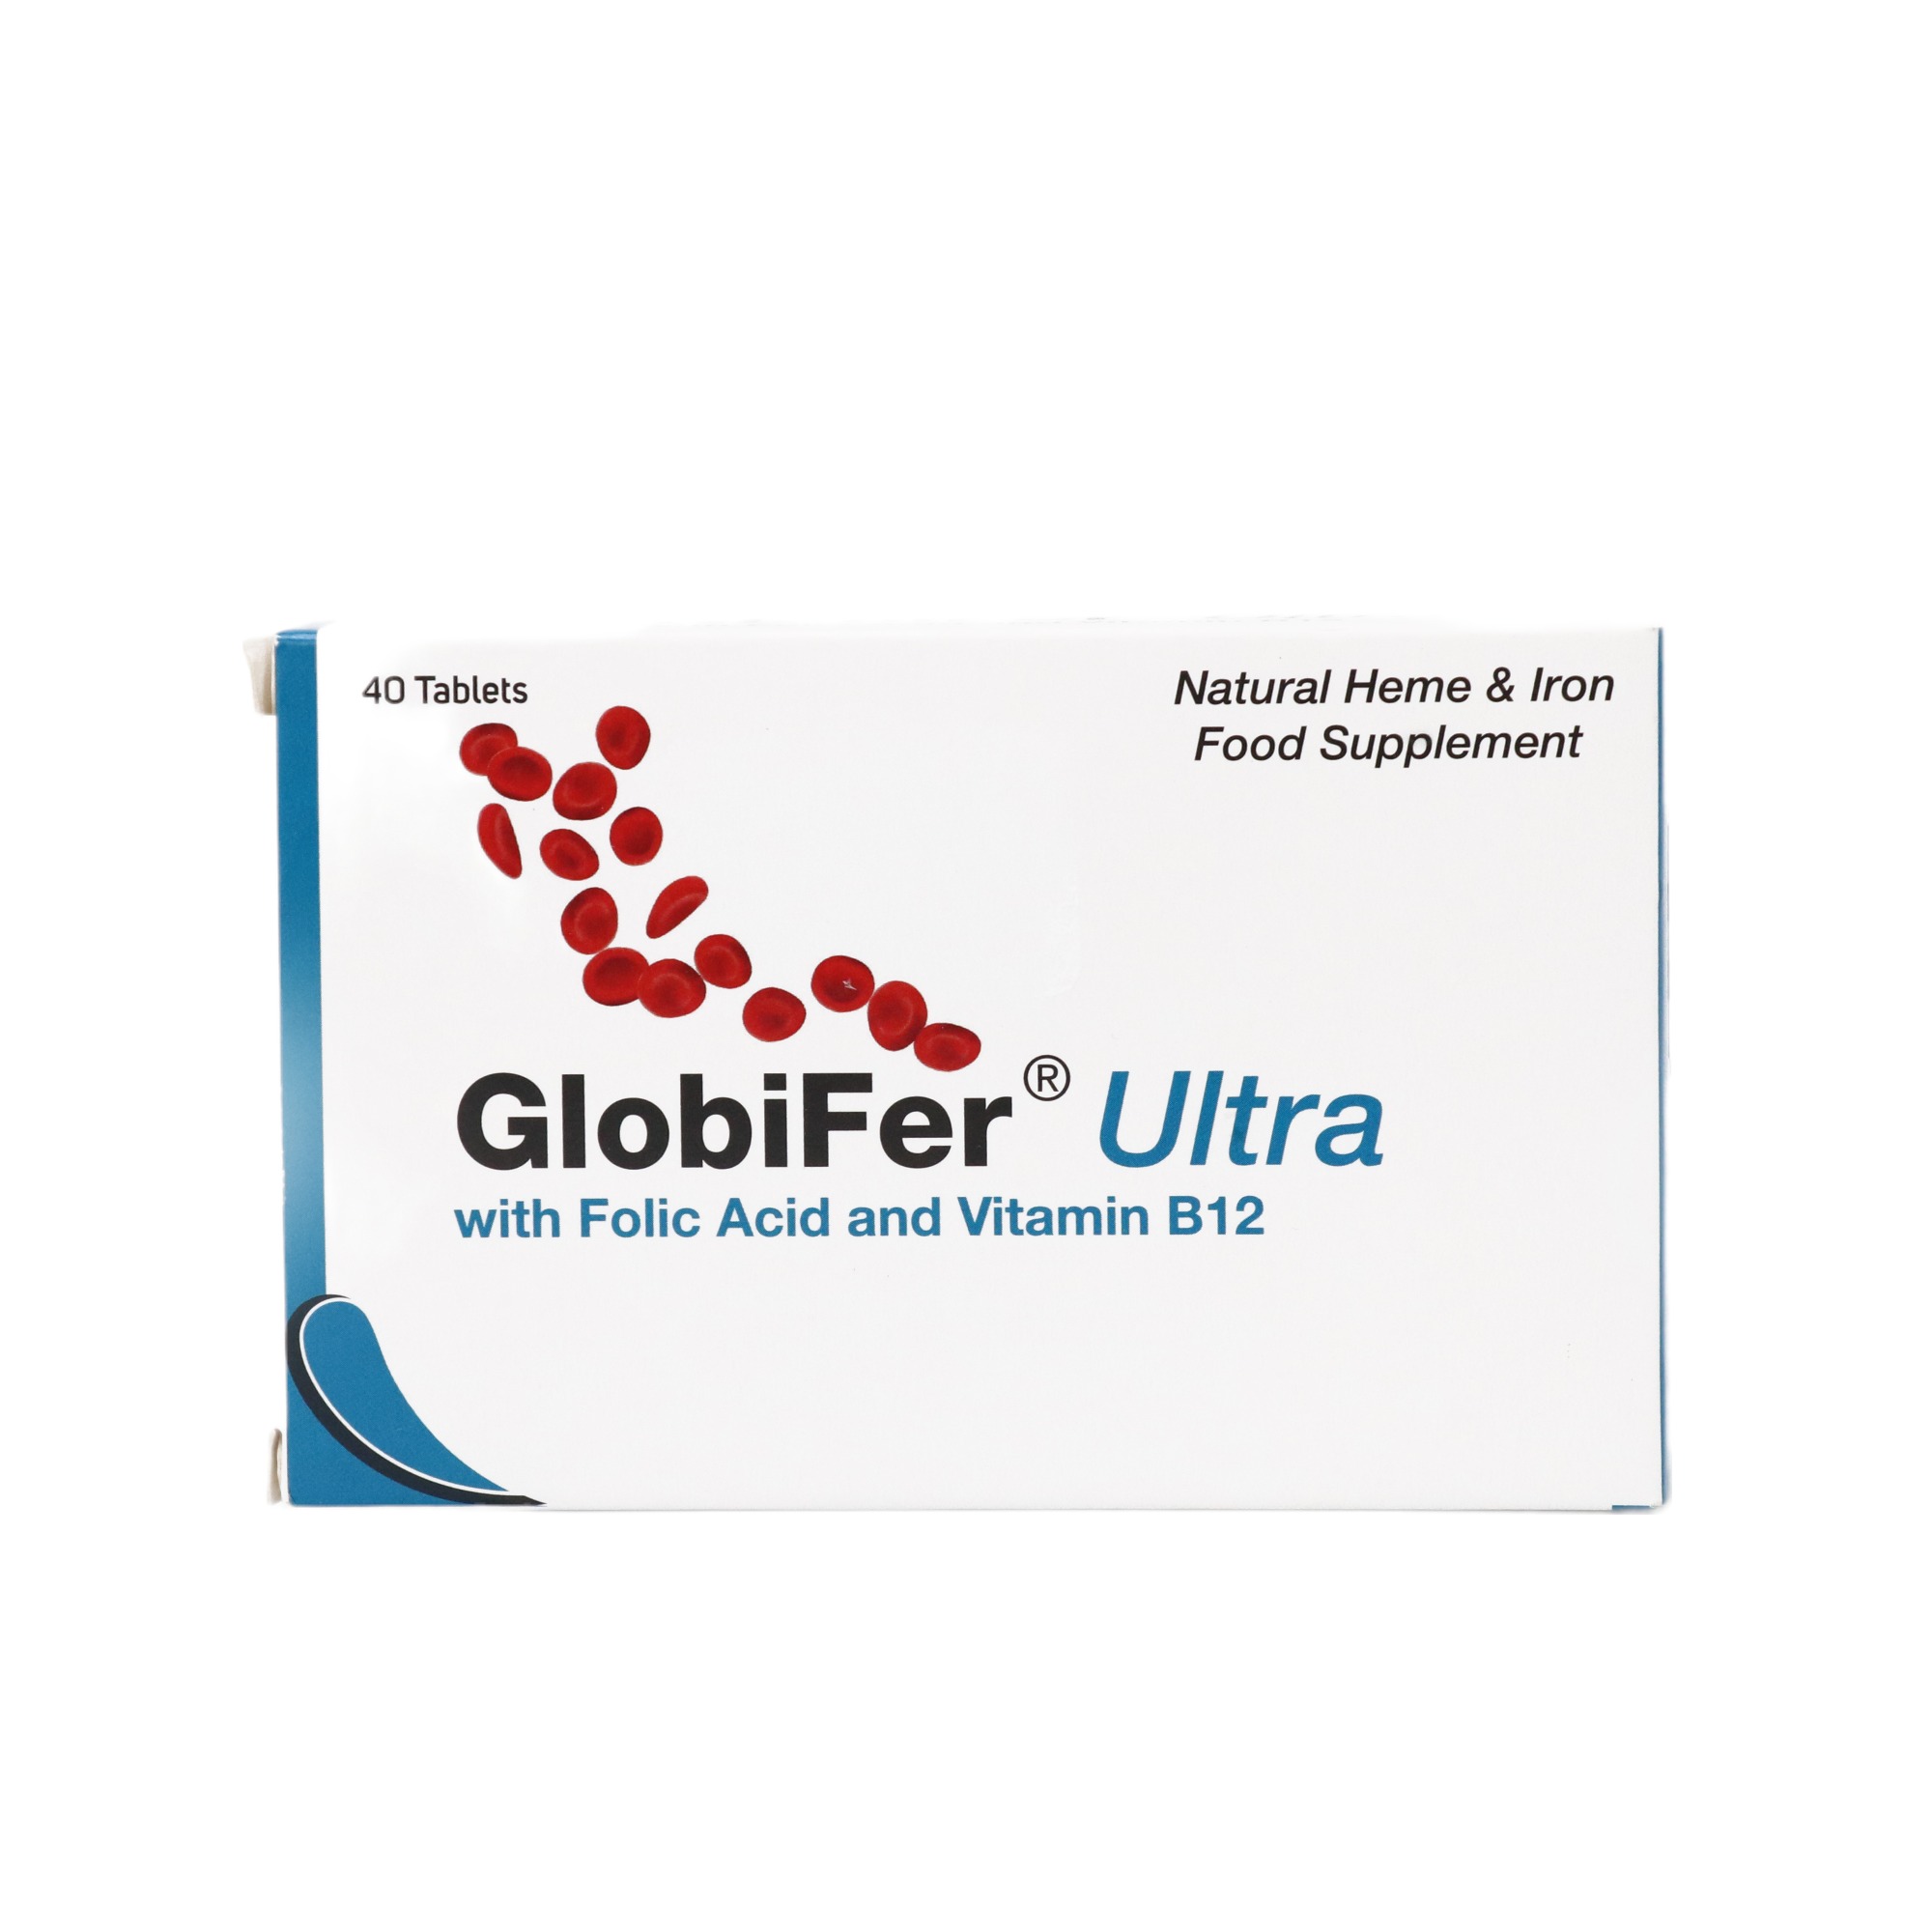 40 Tablets
Natural Heme & Iron
Food Supplement
GlobiFer® Ultra
with Folic Acid and Vitamin B12